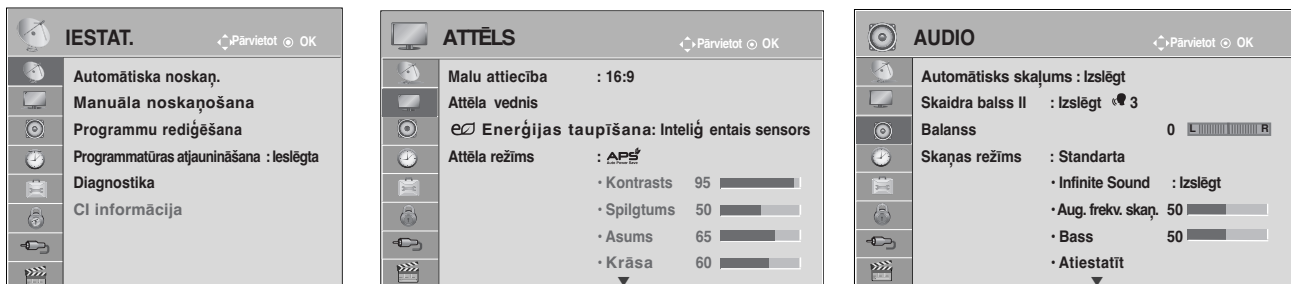 IESTAT.
Pārvietot OK
Automātiska noskaņ.
Manuāla noskaņošana
Programmu rediģēšana
Programmatūras atjaunināšana : Ieslēgta
Diagnostika
CI informācija
ATTĒLS
Pārvietot OK
Malu attiecība : 16:9
Attēla vednis
Enerģijas taupīšana: Inteliģ entais sensors
Attēla režīms : APS
• Kontrasts 95
• Spilgtums 50
• Asums 65
• Krāsa 60
AUDIO
Pārvietot OK
Automātisks skaļums : Izslēgt
Skaidra balss II : Izslēgt 3
Balanss 0 L R
Skaņas režīms : Standarta
• Infinite Sound : Izslēgt
• Aug. frekv. skaņ. 50
• Bass 50
• Atiestatīt